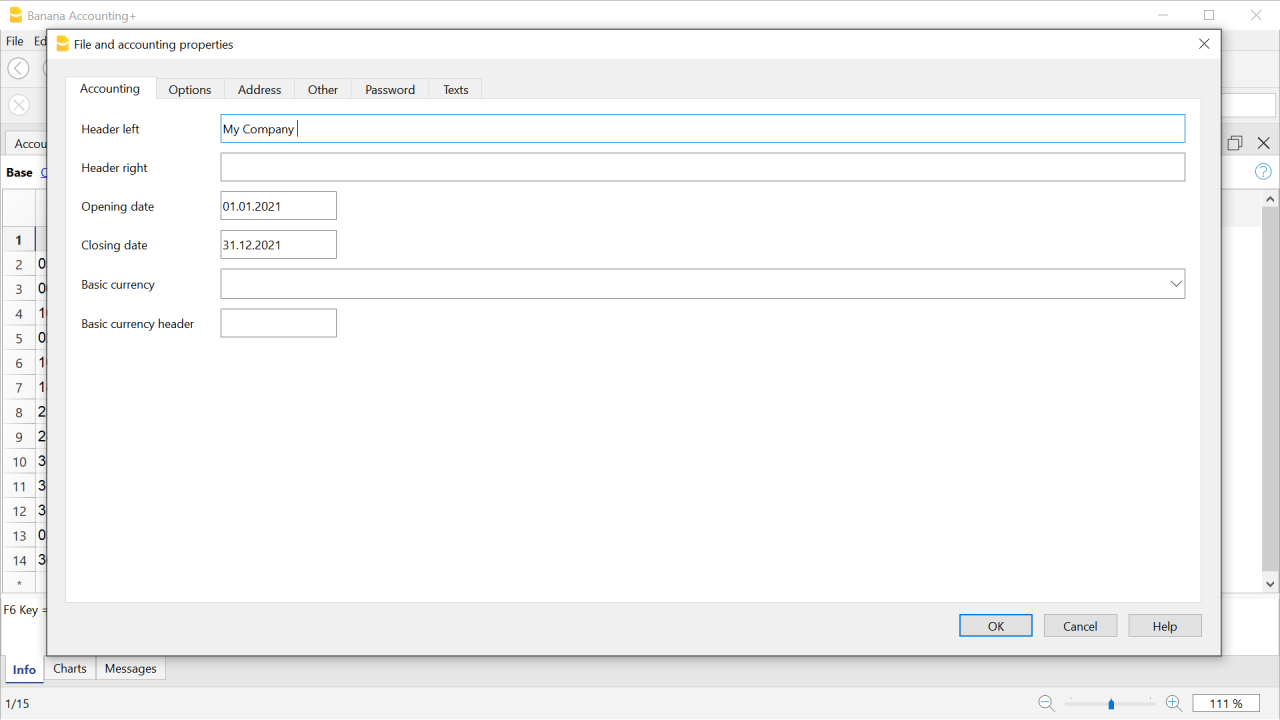 Banana Accounting+
File Ed
File and accounting properties
Accounting Options Address Other Password Texts
Header left My Company
Header right
Opening date 01.01.2021
Closing date 31.12.2021
Basic currency
Basic currency header
OK Cancel Help
Accou
Base
1
2 0
3 0
4 1
5 0
6 1
7 1
8 2
9 2
10 3
11 3
12 3
13 0
14 3
*
F6 Key =
Info Charts Messages
1/15 111 %